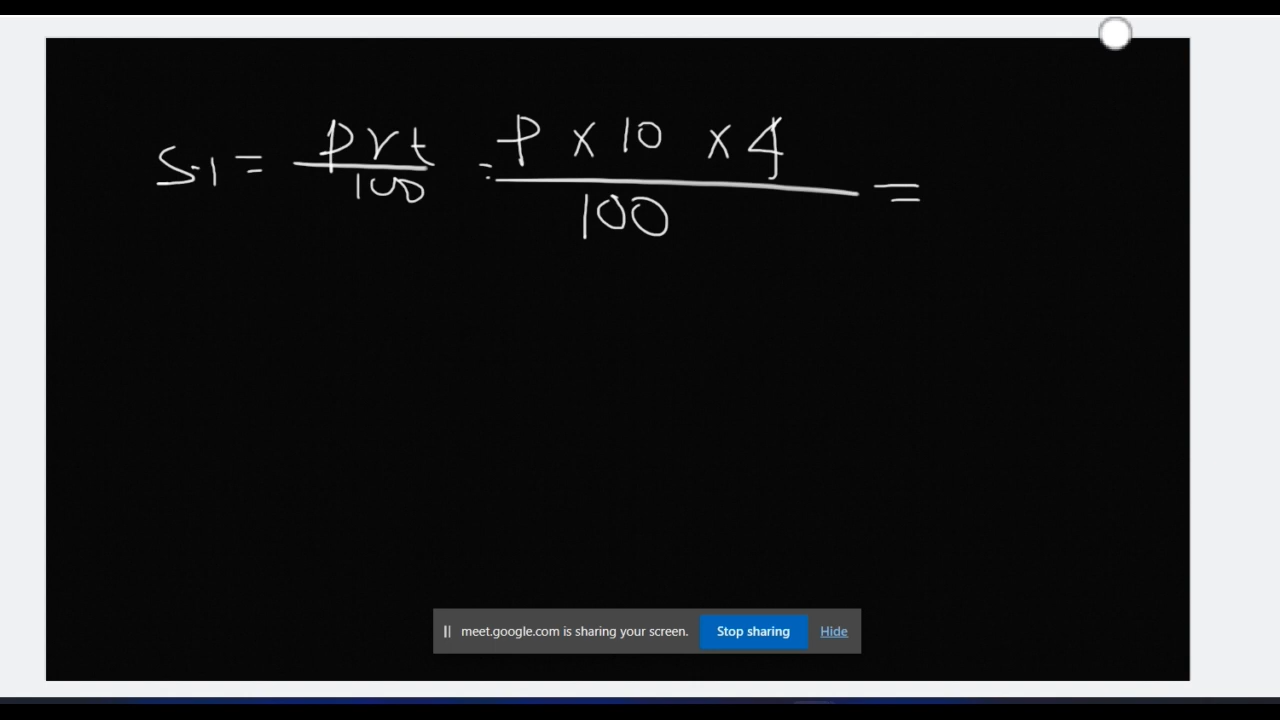 S.I = prt/100 = P x 10 x 4/100 =
meet.google.com is sharing your screen. Stop sharing Hide